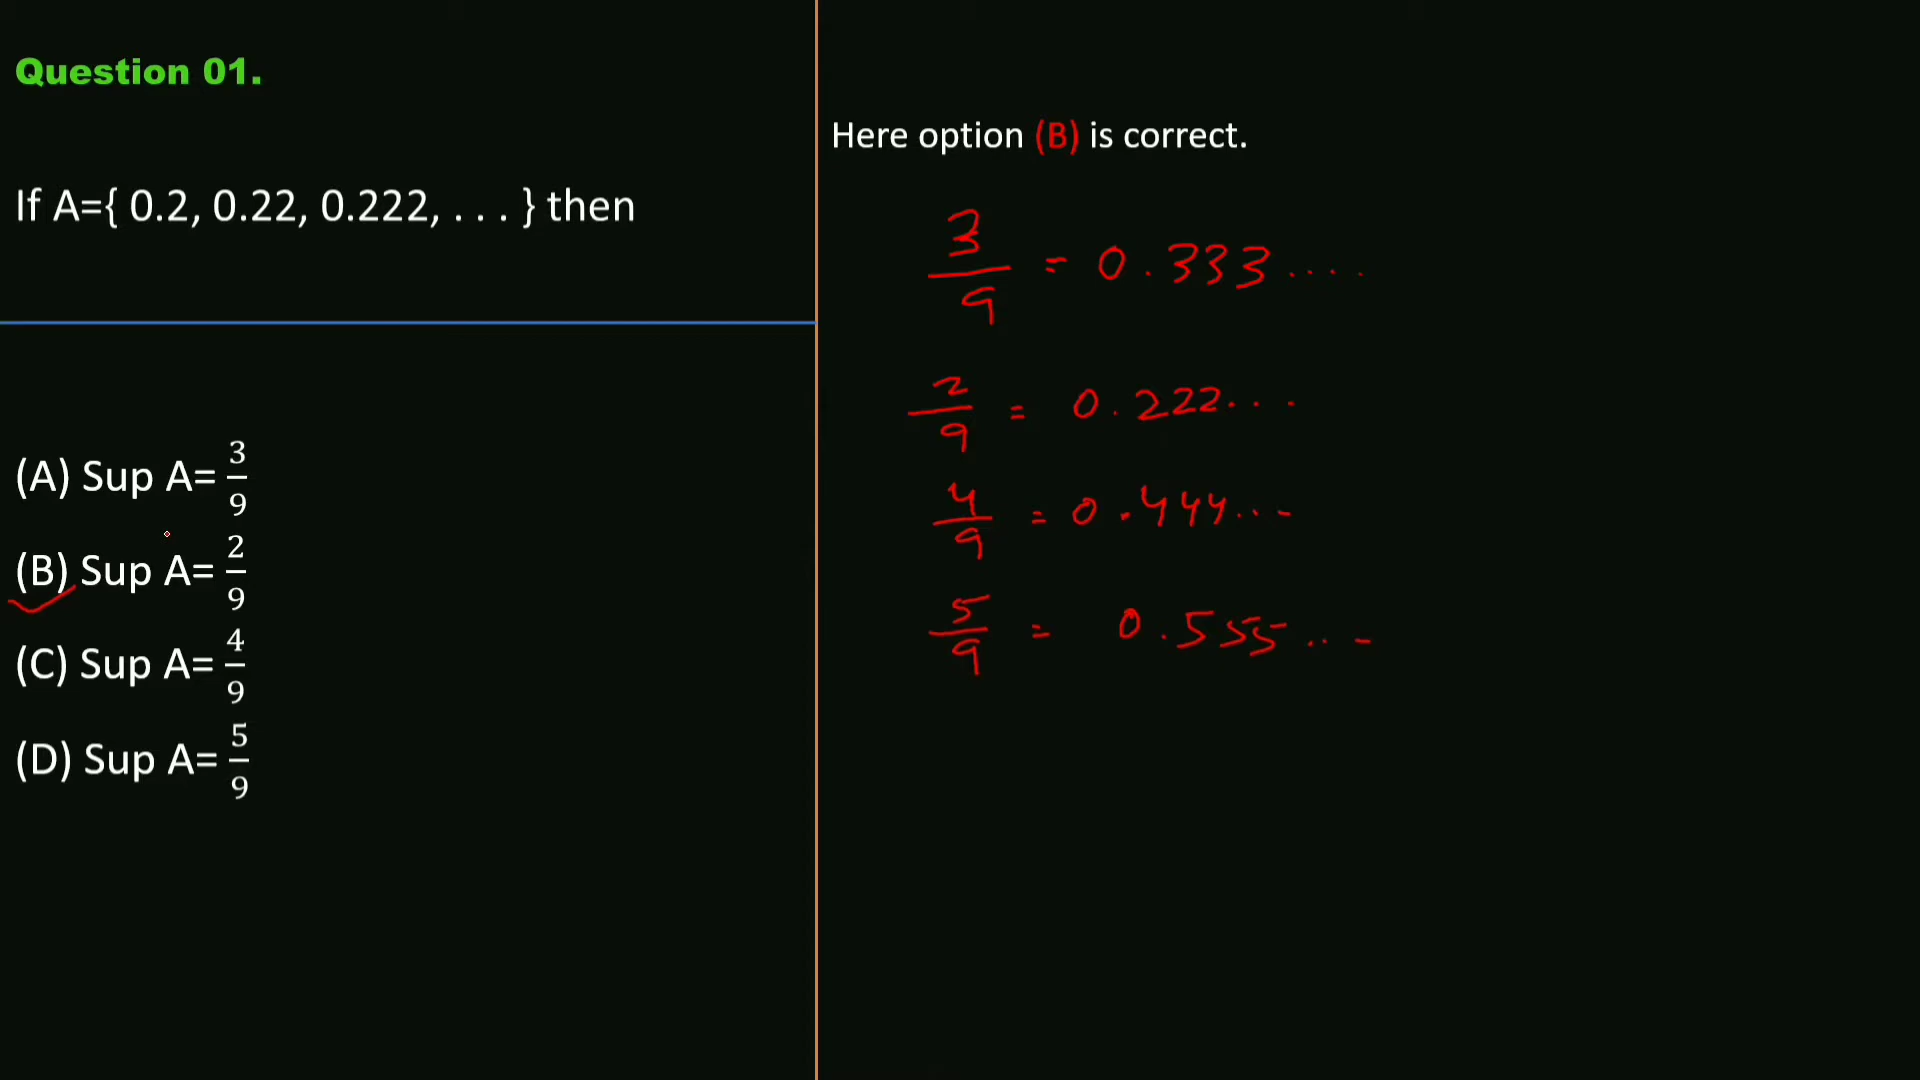 Question 01.
If A={ 0.2, 0.22, 0.222, . . . } then
(A) Sup A= 3/9
(B) Sup A= 2/9
(C) Sup A= 4/9
(D) Sup A= 5/9
Here option (B) is correct.
3/9 = 0.333....
2/9 = 0.222...
4/9 = 0.444...
5/9 = 0.555...